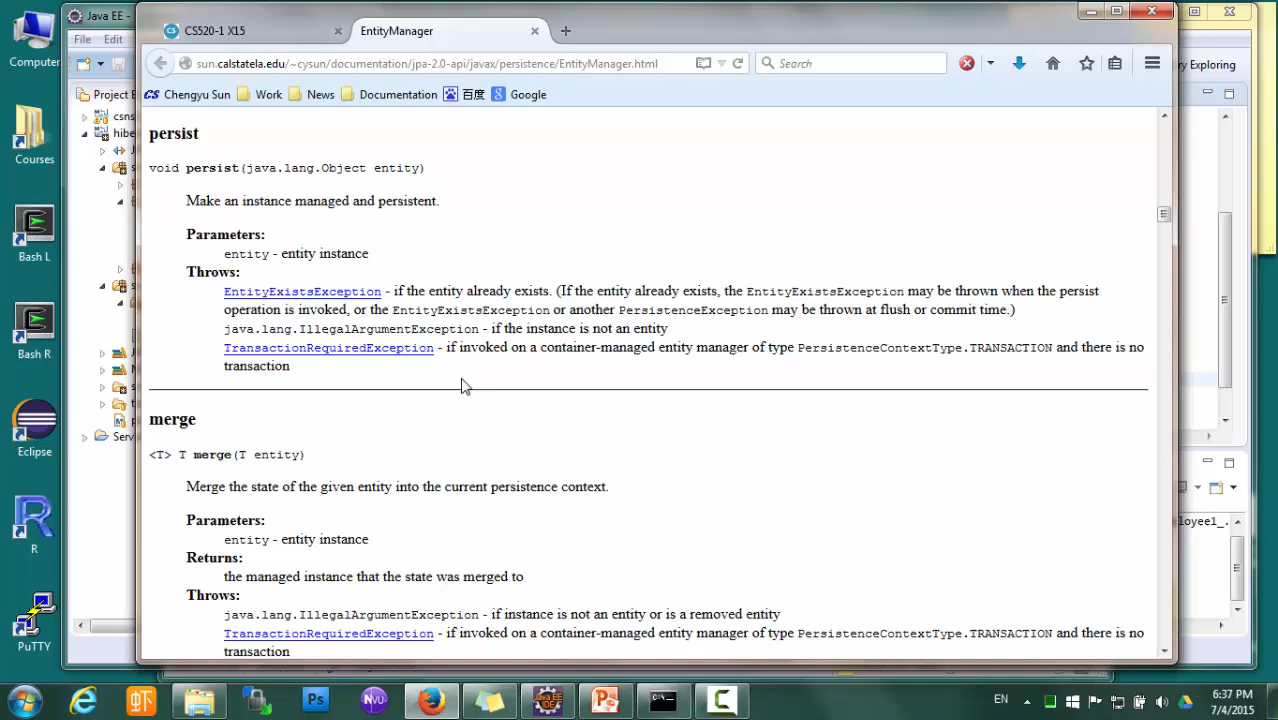 Computer
Courses
Bash L
Bash R
Eclipse
R
PuTTY
Java EE -
File Edit
Project E
csns
hibe
Serv
ry Exploring
loyee1_.
CS520-1 X15
EntityManager
sun.calstatela.edu/~cysun/documentation/jpa-2.0-api/javax/persistence/EntityManager.html
Search
CS Chengyu Sun Work News Documentation 百度 Google
persist
void persist(java.lang.Object entity)
Make an instance managed and persistent.
Parameters:
entity - entity instance
Throws:
EntityExistsException - if the entity already exists. (If the entity already exists, the EntityExistsException may be thrown when the persist
operation is invoked, or the EntityExistsException or another PersistenceException may be thrown at flush or commit time.)
java.lang.IllegalArgumentException - if the instance is not an entity
TransactionRequiredException - if invoked on a container-managed entity manager of type PersistenceContextType.TRANSACTION and there is no
transaction
merge
<T> T merge(T entity)
Merge the state of the given entity into the current persistence context.
Parameters:
entity - entity instance
Returns:
the managed instance that the state was merged to
Throws:
java.lang.IllegalArgumentException - if instance is not an entity or is a removed entity
TransactionRequiredException - if invoked on a container-managed entity manager of type PersistenceContextType.TRANSACTION and there is no
transaction
虾 Ps
EN
6:37 PM
7/4/2015